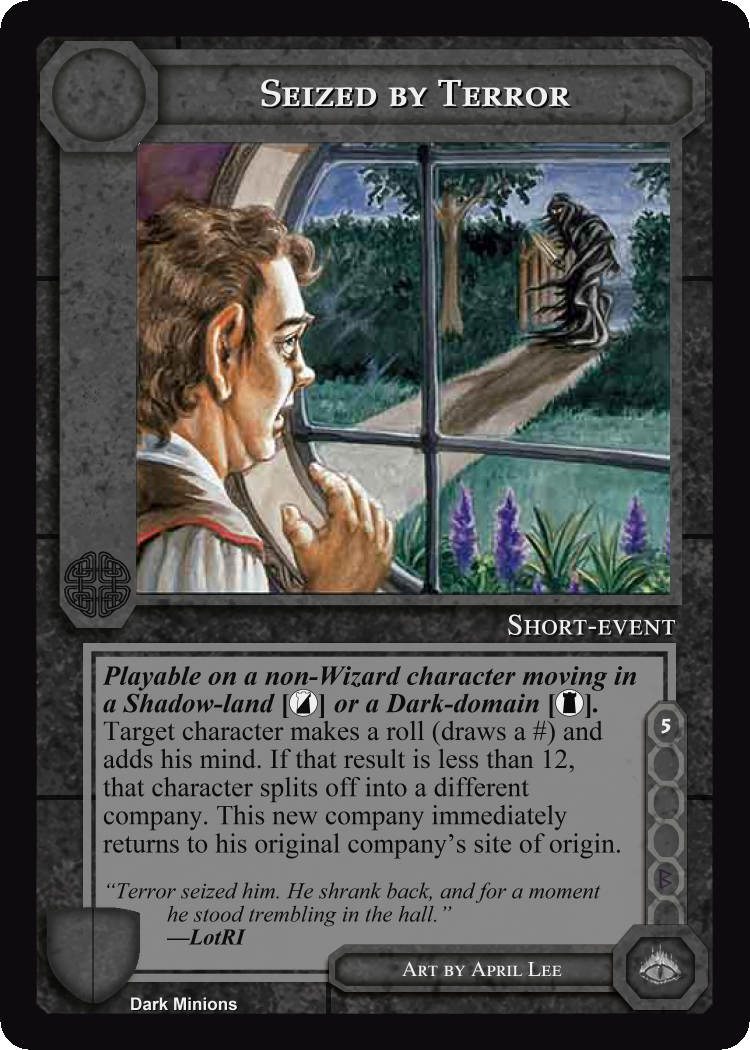 Seized by Terror
Short-event
Playable on a non-Wizard character moving in
a Shadow-land [] or a Dark-domain [].
Target character makes a roll (draws a #) and
adds his mind. If that result is less than 12,
that character splits off into a different
company. This new company immediately
returns to his original company’s site of origin.
5
B
“Terror seized him. He shrank back, and for a moment
he stood trembling in the hall.”
—LotRI
Art by April Lee
Dark Minions